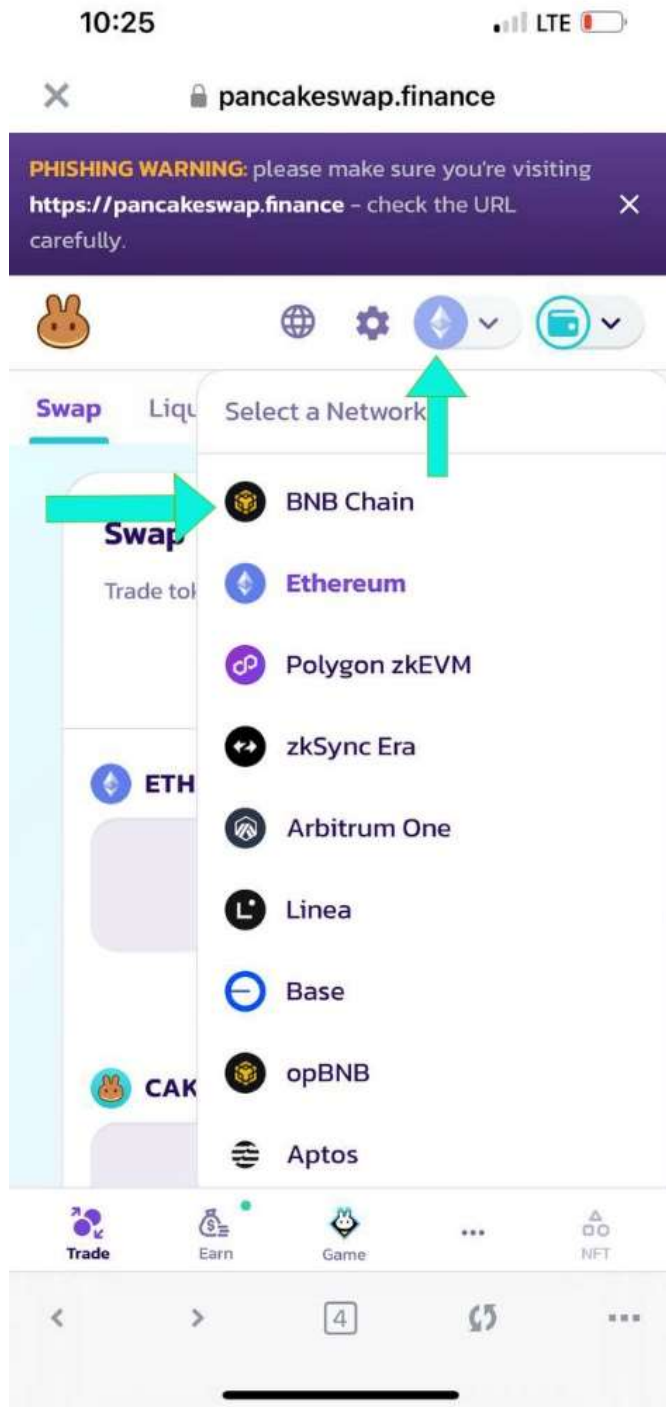 10:25
LTE
pancakeswap.finance
PHISHING WARNING: please make sure you're visiting
https://pancakeswap.finance - check the URL
carefully.
Swap Liqu
Select a Network
BNB Chain
Swap
Trade tok
Ethereum
Polygon zkEVM
zkSync Era
ETH
Arbitrum One
Linea
Base
opBNB
CAK
Aptos
Trade Earn Game ... NFT
4